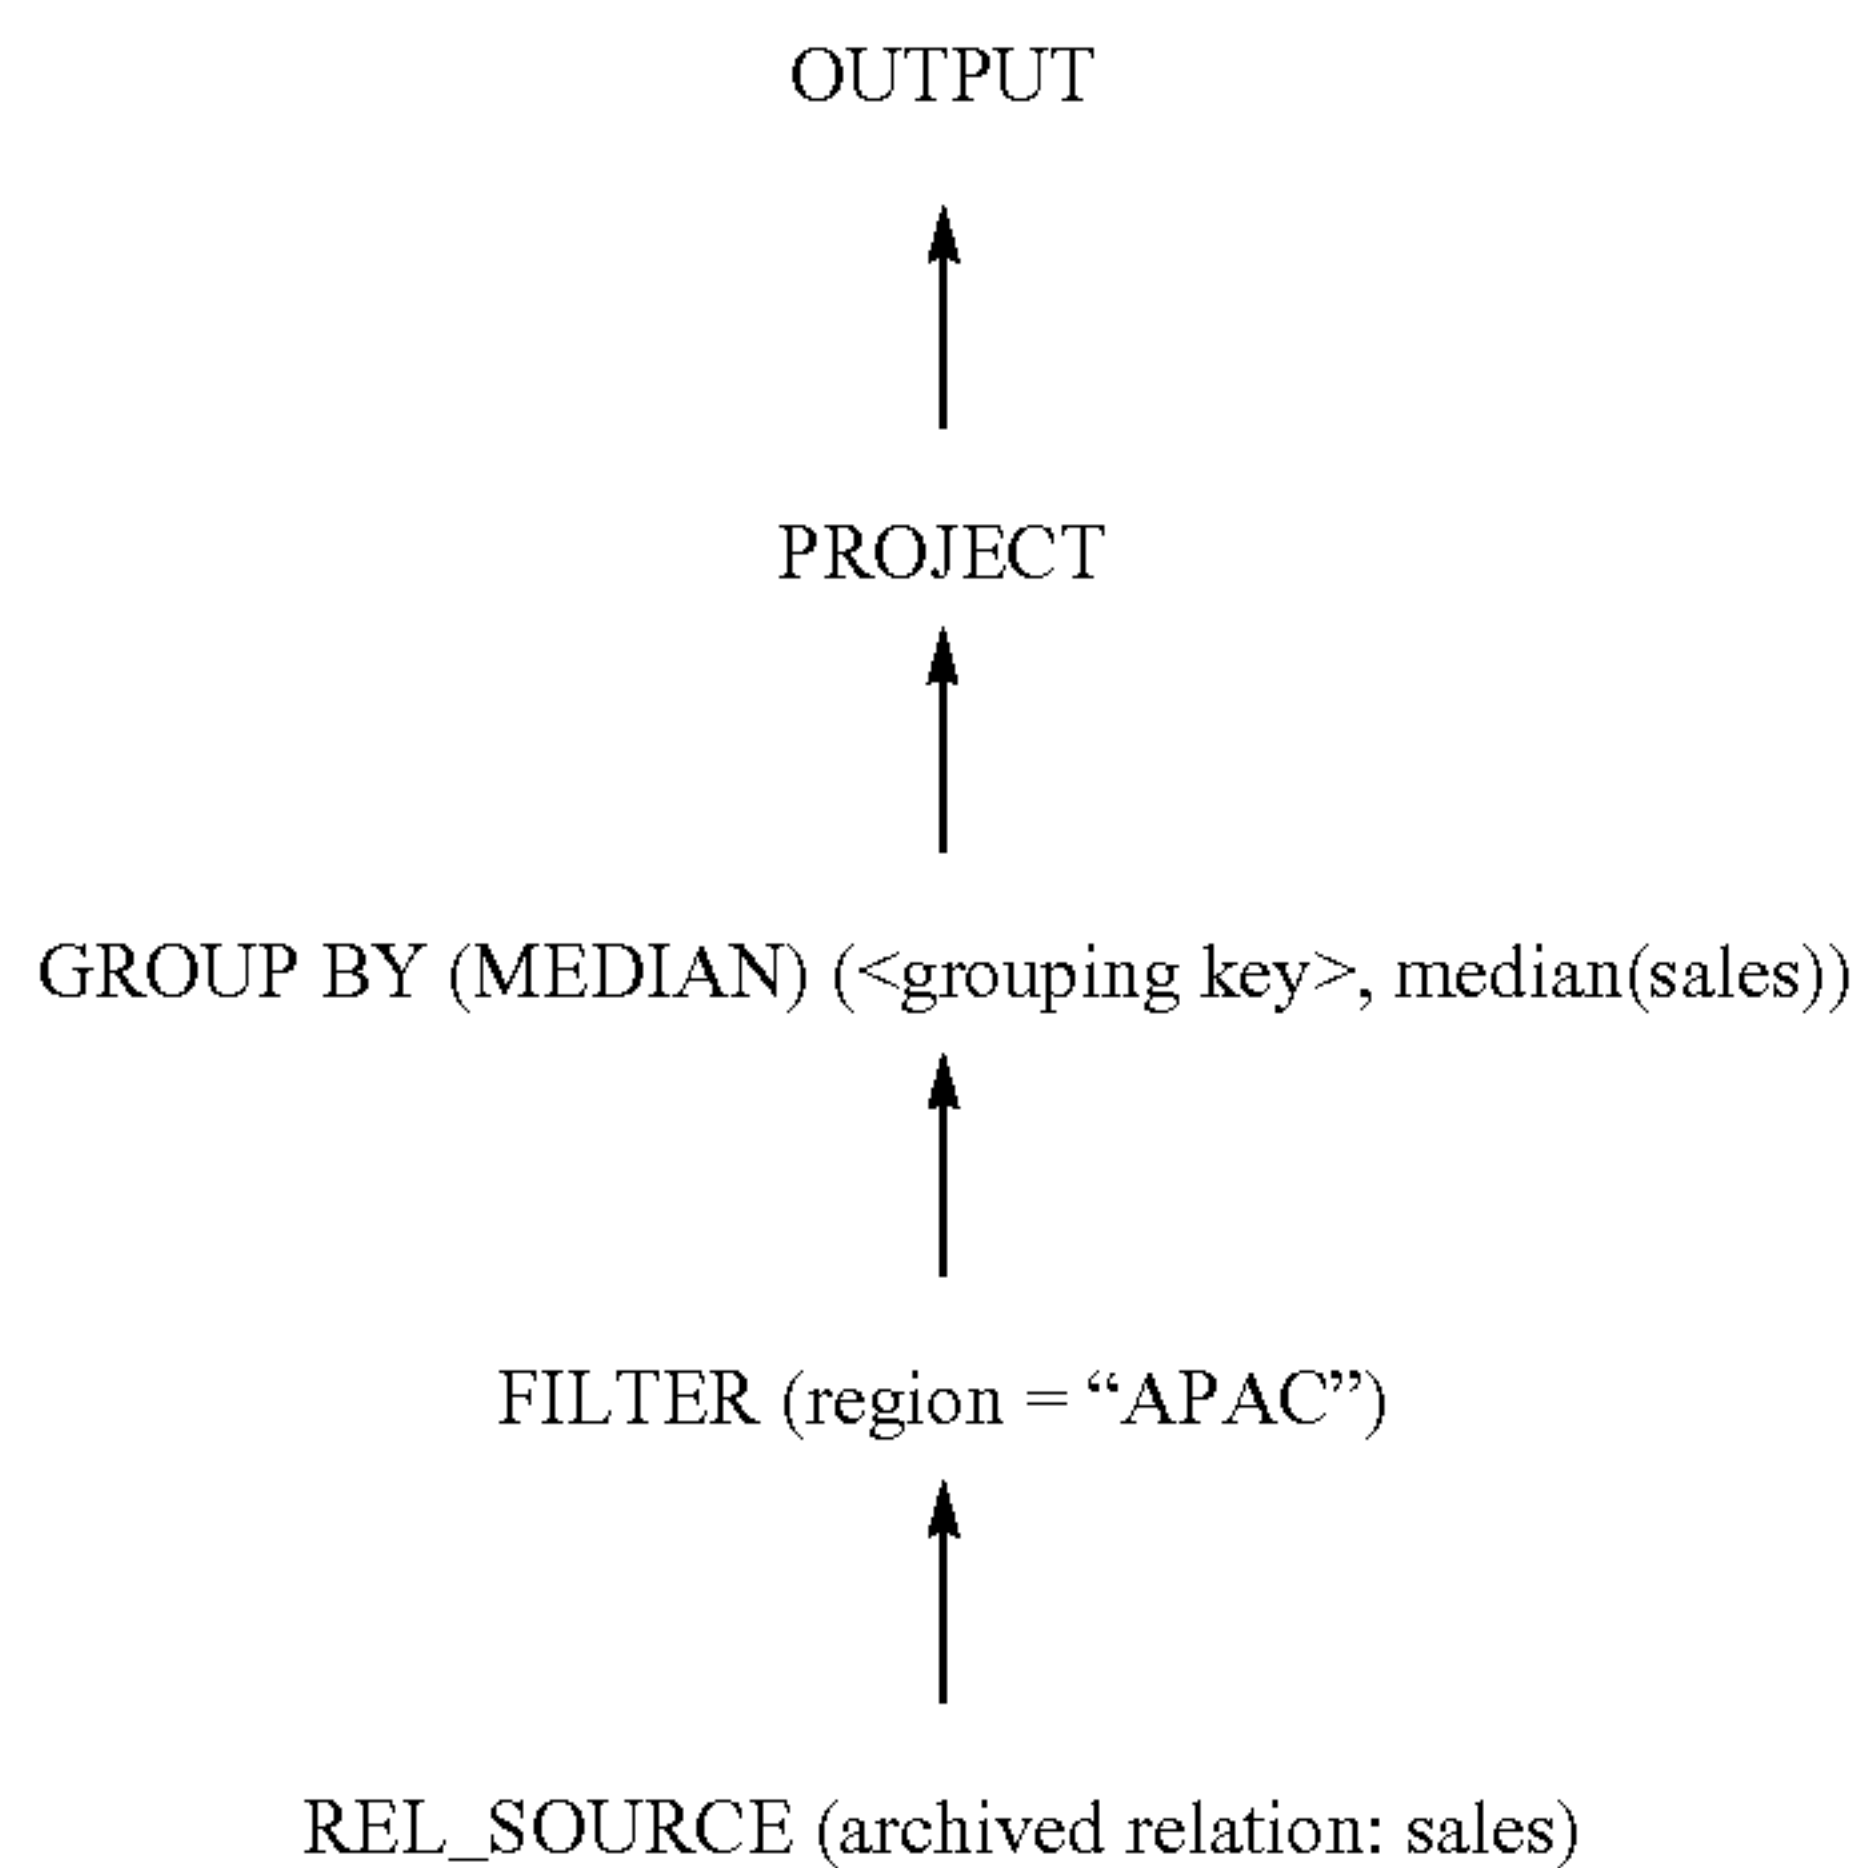 OUTPUT
PROJECT
GROUP BY (MEDIAN) (<grouping key>, median(sales))
FILTER (region = “APAC”)
REL_SOURCE (archived relation: sales)